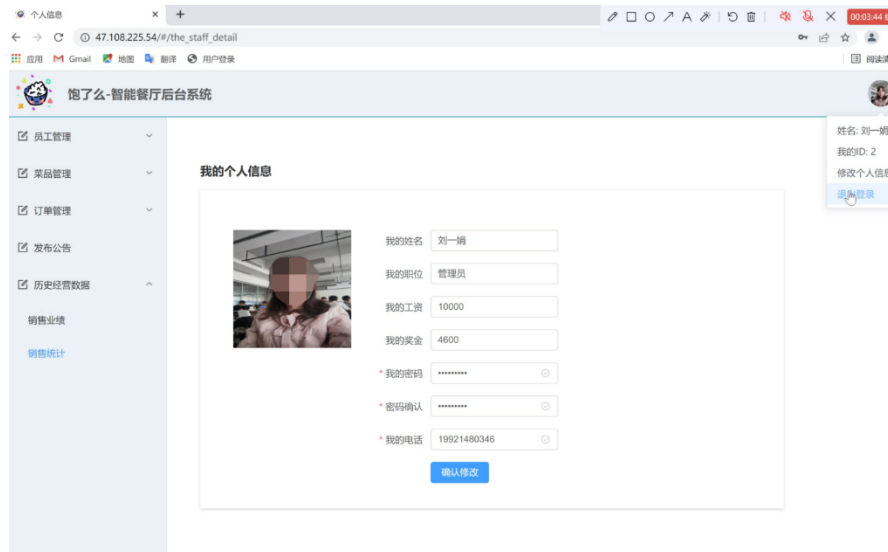 个人信息
00:03:44
47.108.225.54/#/the_staff_detail
应用 Gmail 地图 翻译 用户登录
饱了么-智能餐厅后台系统
员工管理
菜品管理
订单管理
发布公告
历史经营数据
销售业绩
销售统计
姓名: 刘一娟
我的ID: 2
修改个人信息
退出登录
我的个人信息
我的姓名 刘一娟
我的职位 管理员
我的工资 10000
我的奖金 4600
* 我的密码 •••••••••
* 密码确认 •••••••••
* 我的电话 19921480346
确认修改